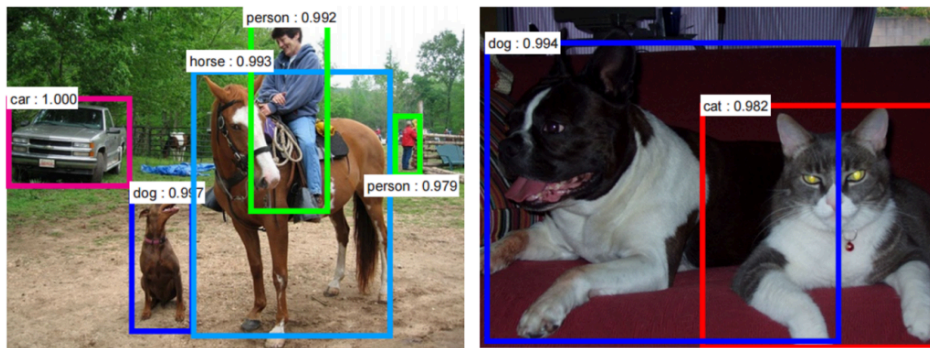 person : 0.992
horse : 0.993
car : 1.000
dog : 0.997
person : 0.979
dog : 0.994
cat : 0.982